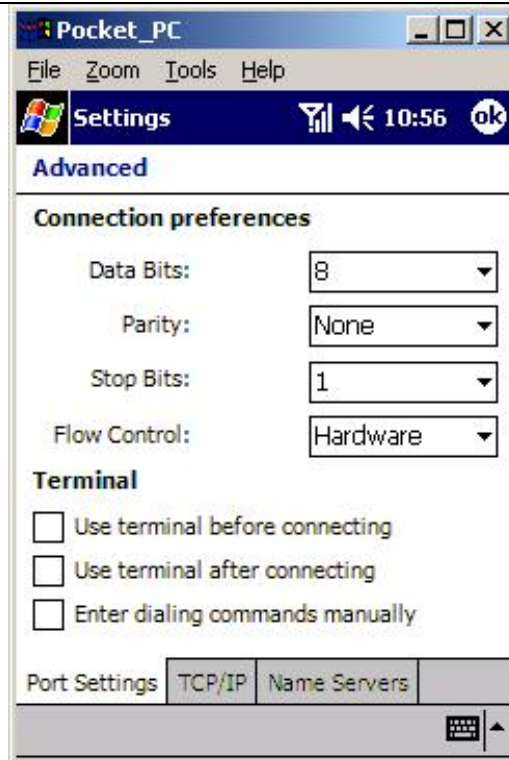 Pocket_PC
File Zoom Tools Help
Settings 10:56 ok
Advanced
Connection preferences
Data Bits: 8
Parity: None
Stop Bits: 1
Flow Control: Hardware
Terminal
Use terminal before connecting
Use terminal after connecting
Enter dialing commands manually
Port Settings TCP/IP Name Servers